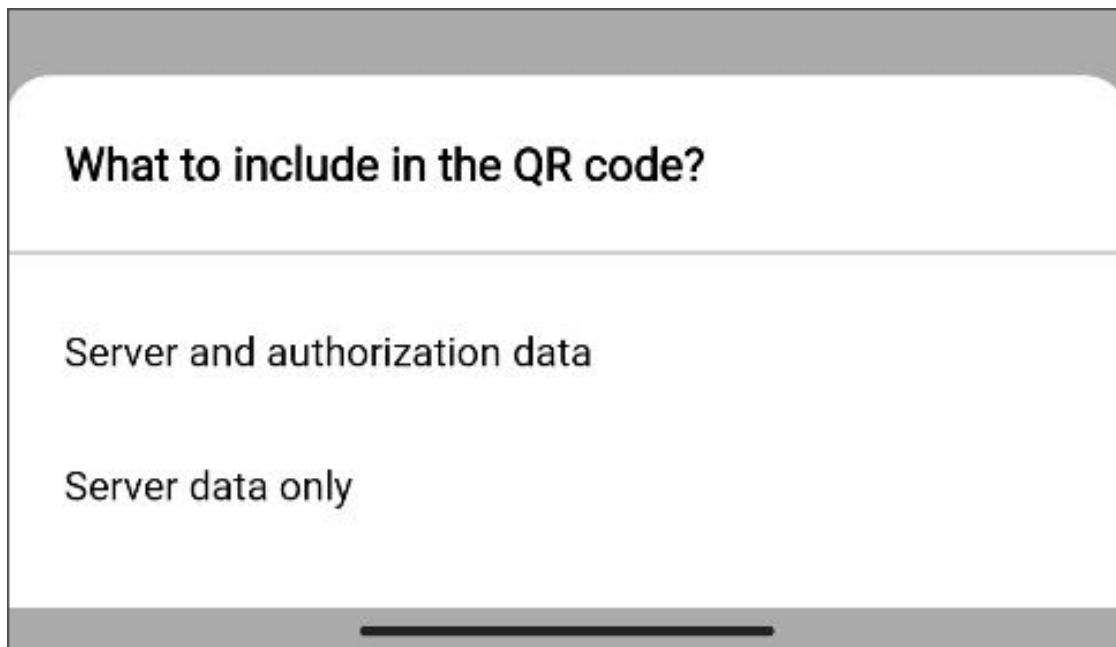 What to include in the QR code?
Server and authorization data
Server data only